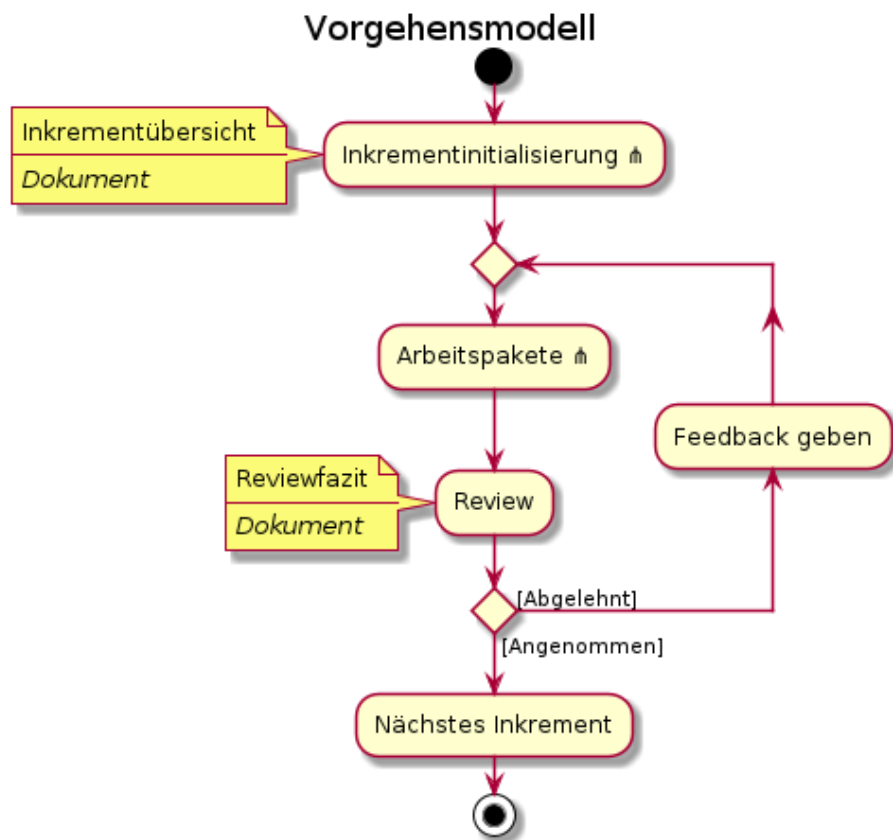 Vorgehensmodell
Inkrementübersicht
Dokument
Inkrementinitialisierung ⋔
Arbeitspakete ⋔
Feedback geben
Reviewfazit
Dokument
Review
[Abgelehnt]
[Angenommen]
Nächstes Inkrement